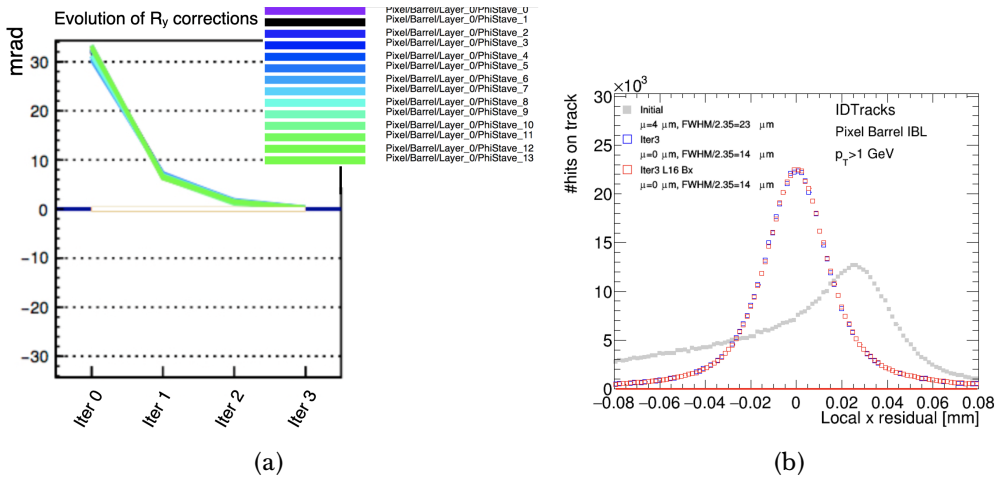 Evolution of Ry corrections
mrad
30
20
10
0
−10
−20
−30
Iter 0
Iter 1
Iter 2
Iter 3
Pixel/Barrel/Layer_0/PhiStave_0
Pixel/Barrel/Layer_0/PhiStave_1
Pixel/Barrel/Layer_0/PhiStave_2
Pixel/Barrel/Layer_0/PhiStave_3
Pixel/Barrel/Layer_0/PhiStave_4
Pixel/Barrel/Layer_0/PhiStave_5
Pixel/Barrel/Layer_0/PhiStave_6
Pixel/Barrel/Layer_0/PhiStave_7
Pixel/Barrel/Layer_0/PhiStave_8
Pixel/Barrel/Layer_0/PhiStave_9
Pixel/Barrel/Layer_0/PhiStave_10
Pixel/Barrel/Layer_0/PhiStave_11
Pixel/Barrel/Layer_0/PhiStave_12
Pixel/Barrel/Layer_0/PhiStave_13
(a)
×10³
#hits on track
30
25
20
15
10
5
0
Initial
μ=4 μm, FWHM/2.35=23 μm
Iter3
μ=0 μm, FWHM/2.35=14 μm
Iter3 L16 Bx
μ=0 μm, FWHM/2.35=14 μm
IDTracks
Pixel Barrel IBL
pT>1 GeV
−0.08 −0.06 −0.04 −0.02 0 0.02 0.04 0.06 0.08
Local x residual [mm]
(b)